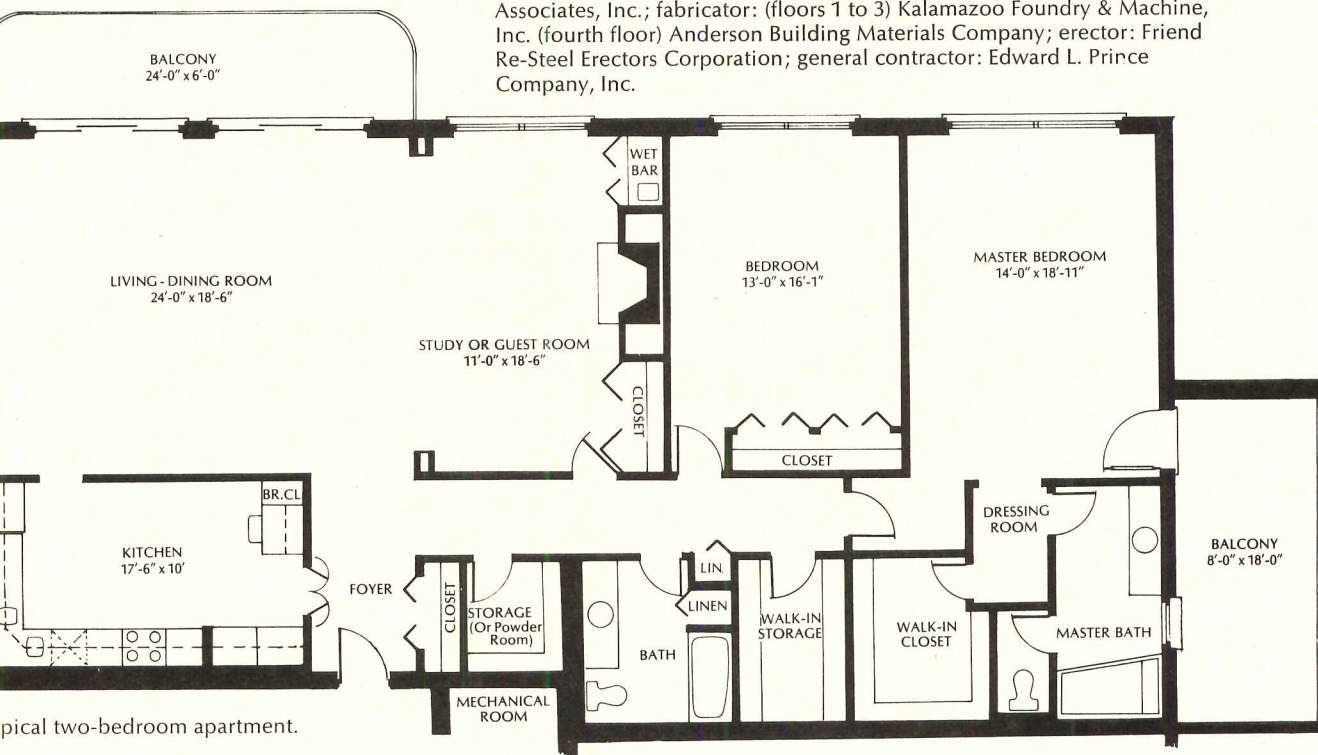 Associates, Inc.; fabricator: (floors 1 to 3) Kalamazoo Foundry & Machine,
Inc. (fourth floor) Anderson Building Materials Company; erector: Friend
Re-Steel Erectors Corporation; general contractor: Edward L. Prince
Company, Inc.
BALCONY
24'-0" x 6'-0"
WET
BAR
LIVING - DINING ROOM
24'-0" x 18'-6"
STUDY OR GUEST ROOM
11'-0" x 18'-6"
CLOSET
BEDROOM
13'-0" x 16'-1"
CLOSET
MASTER BEDROOM
14'-0" x 18'-11"
BR.CL
KITCHEN
17'-6" x 10'
FOYER
CLOSET
STORAGE
(Or Powder
Room)
MECHANICAL
ROOM
LIN.
LINEN
BATH
WALK-IN
STORAGE
WALK-IN
CLOSET
DRESSING
ROOM
MASTER BATH
BALCONY
8'-0" x 18'-0"
pical two-bedroom apartment.